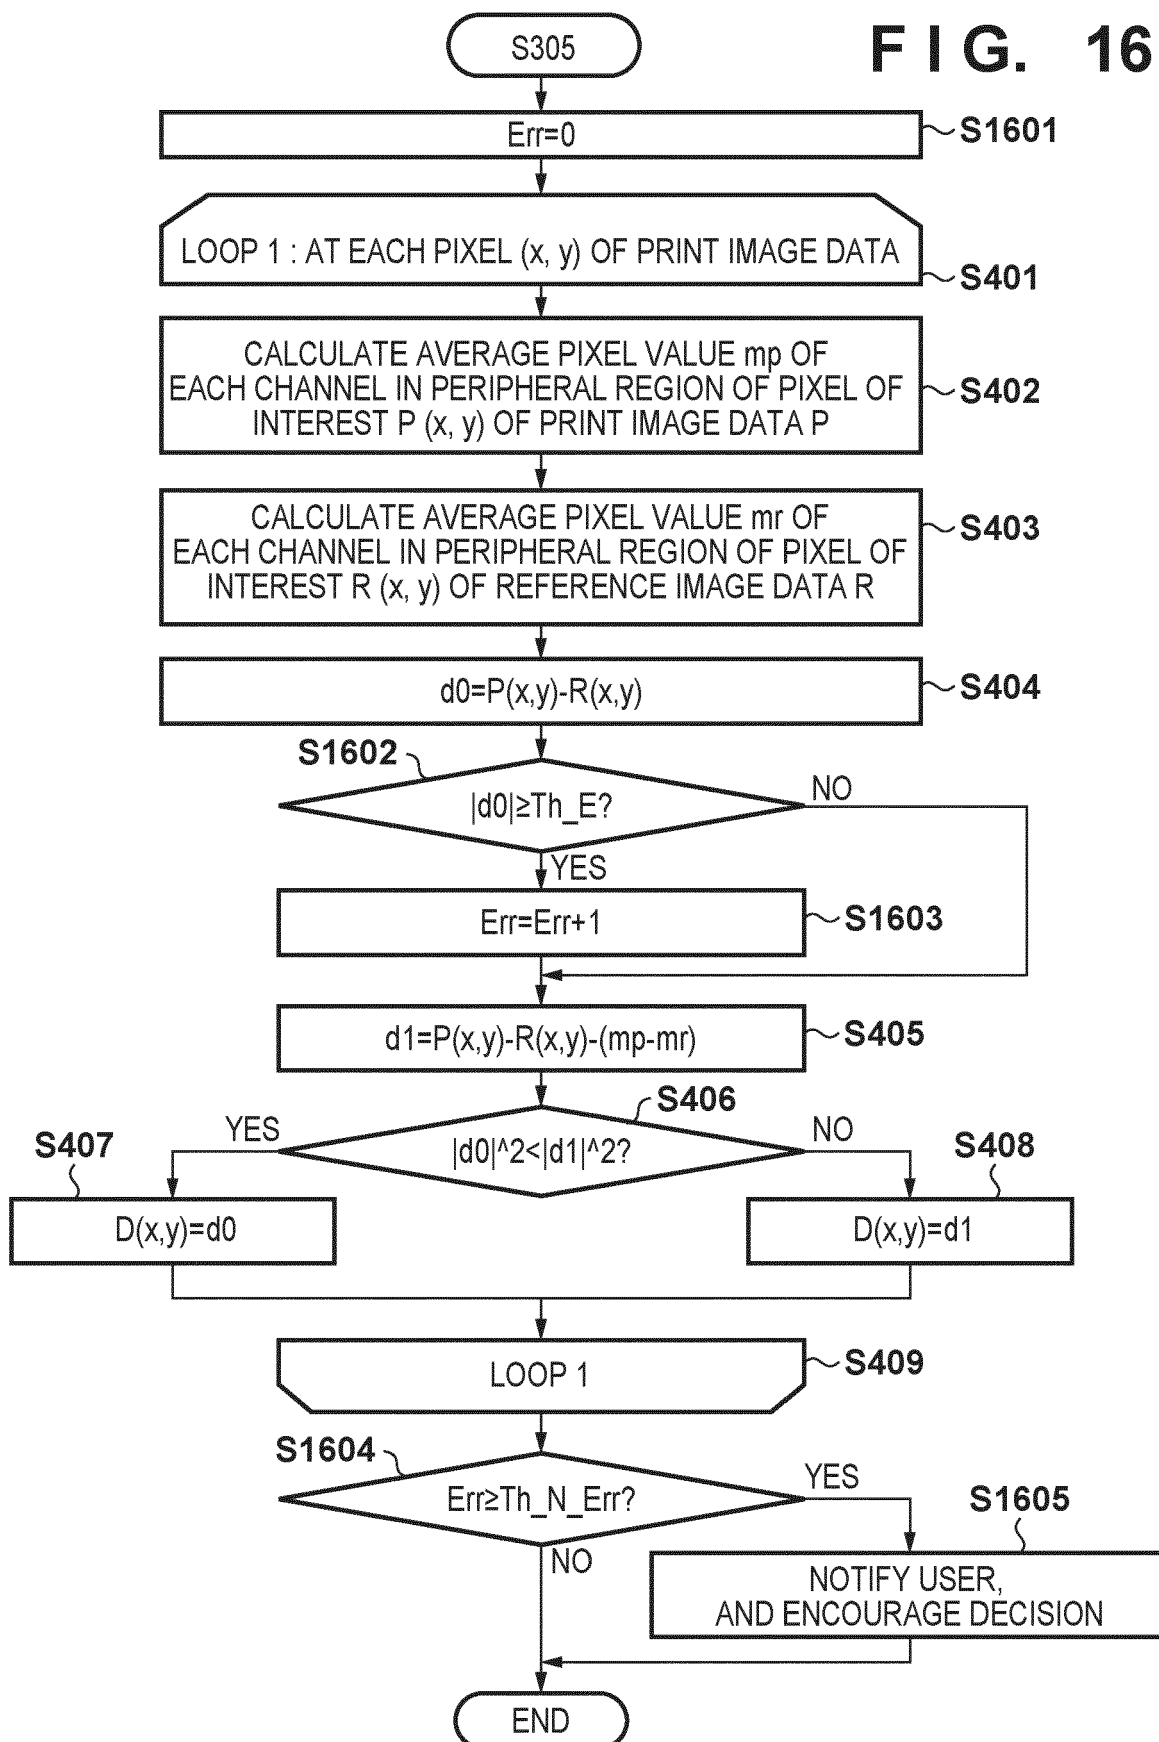 FIG. 16
S305
Err=0
S1601
LOOP 1 : AT EACH PIXEL (x, y) OF PRINT IMAGE DATA
S401
CALCULATE AVERAGE PIXEL VALUE mp OF
EACH CHANNEL IN PERIPHERAL REGION OF PIXEL OF
INTEREST P (x, y) OF PRINT IMAGE DATA P
S402
CALCULATE AVERAGE PIXEL VALUE mr OF
EACH CHANNEL IN PERIPHERAL REGION OF PIXEL OF
INTEREST R (x, y) OF REFERENCE IMAGE DATA R
S403
d0=P(x,y)-R(x,y)
S404
S1602
|d0|≥Th_E?
NO
YES
Err=Err+1
S1603
d1=P(x,y)-R(x,y)-(mp-mr)
S405
S406
|d0|^2<|d1|^2?
YES
NO
S407
D(x,y)=d0
S408
D(x,y)=d1
LOOP 1
S409
S1604
Err≥Th_N_Err?
YES
NO
S1605
NOTIFY USER,
AND ENCOURAGE DECISION
END